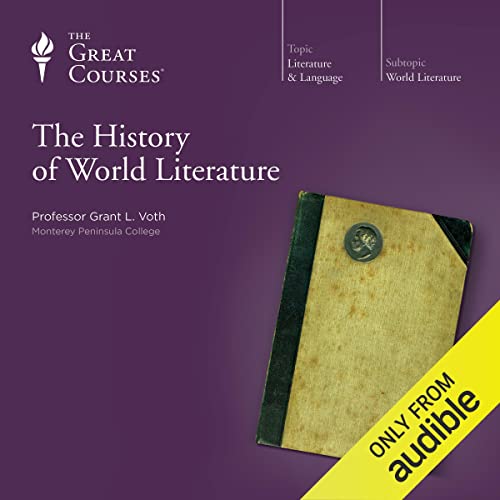 THE
GREAT
COURSES®
Topic
Literature
& Language
Subtopic
World Literature
The History
of World Literature
Professor Grant L. Voth
Monterey Peninsula College
ONLY FROM
audible